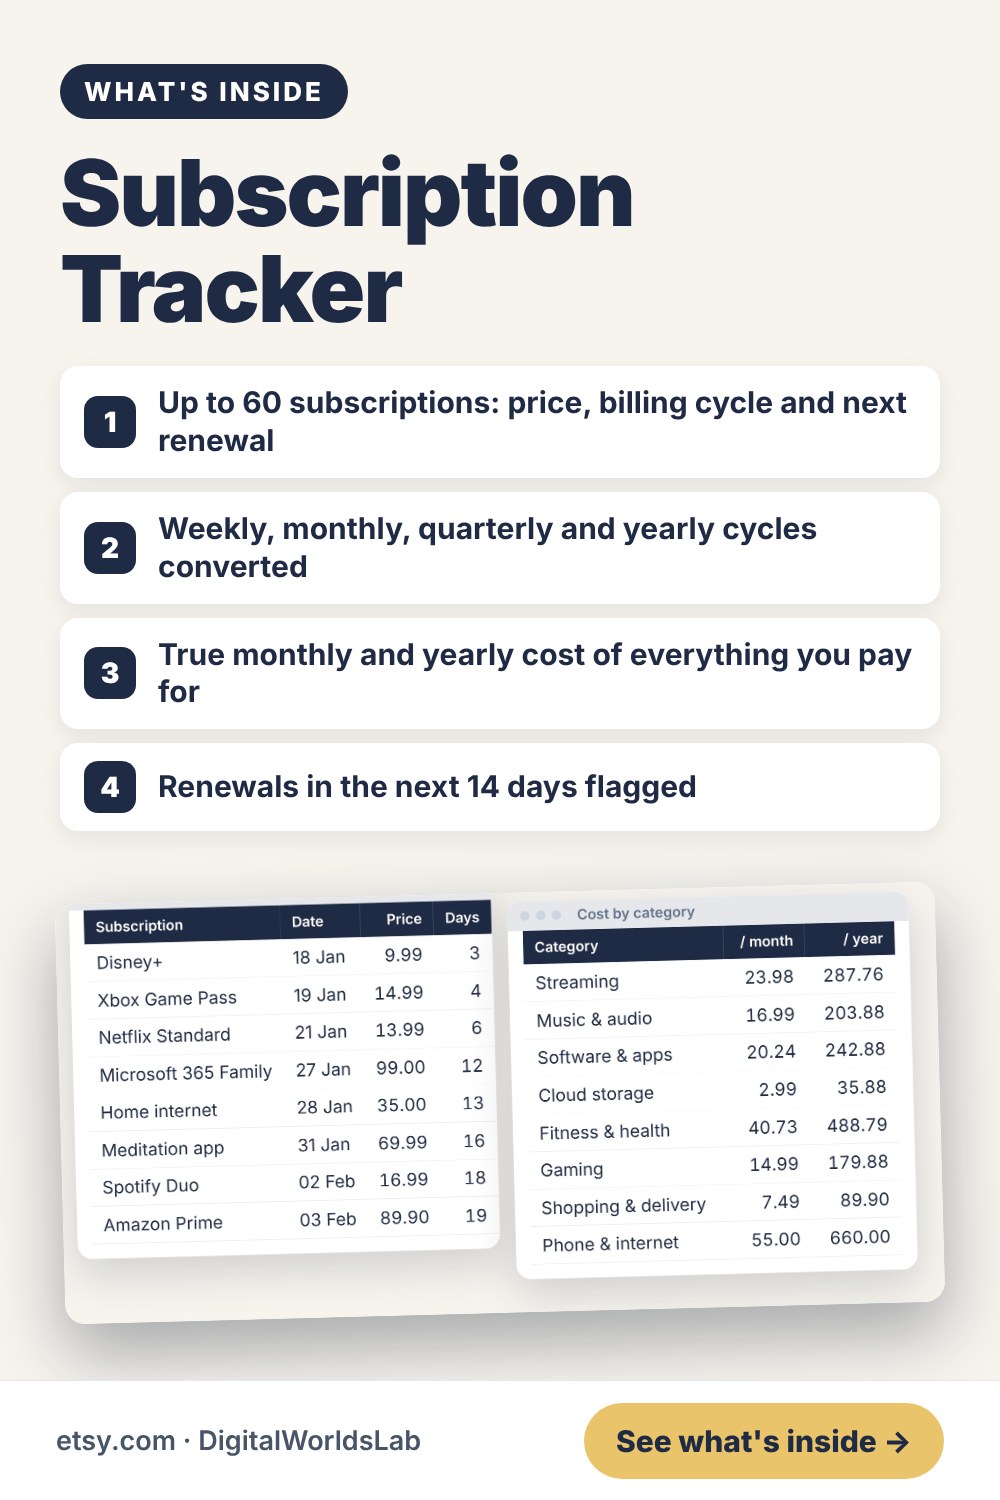 WHAT'S INSIDE
Subscription
Tracker
1 Up to 60 subscriptions: price, billing cycle and next
renewal
2 Weekly, monthly, quarterly and yearly cycles
converted
3 True monthly and yearly cost of everything you pay
for
4 Renewals in the next 14 days flagged
Subscription Date Price Days
Disney+ 18 Jan 9.99 3
Xbox Game Pass 19 Jan 14.99 4
Netflix Standard 21 Jan 13.99 6
Microsoft 365 Family 27 Jan 99.00 12
Home internet 28 Jan 35.00 13
Meditation app 31 Jan 69.99 16
Spotify Duo 02 Feb 16.99 18
Amazon Prime 03 Feb 89.90 19
Cost by category
Category / month / year
Streaming 23.98 287.76
Music & audio 16.99 203.88
Software & apps 20.24 242.88
Cloud storage 2.99 35.88
Fitness & health 40.73 488.79
Gaming 14.99 179.88
Shopping & delivery 7.49 89.90
Phone & internet 55.00 660.00
etsy.com · DigitalWorldsLab
See what's inside →